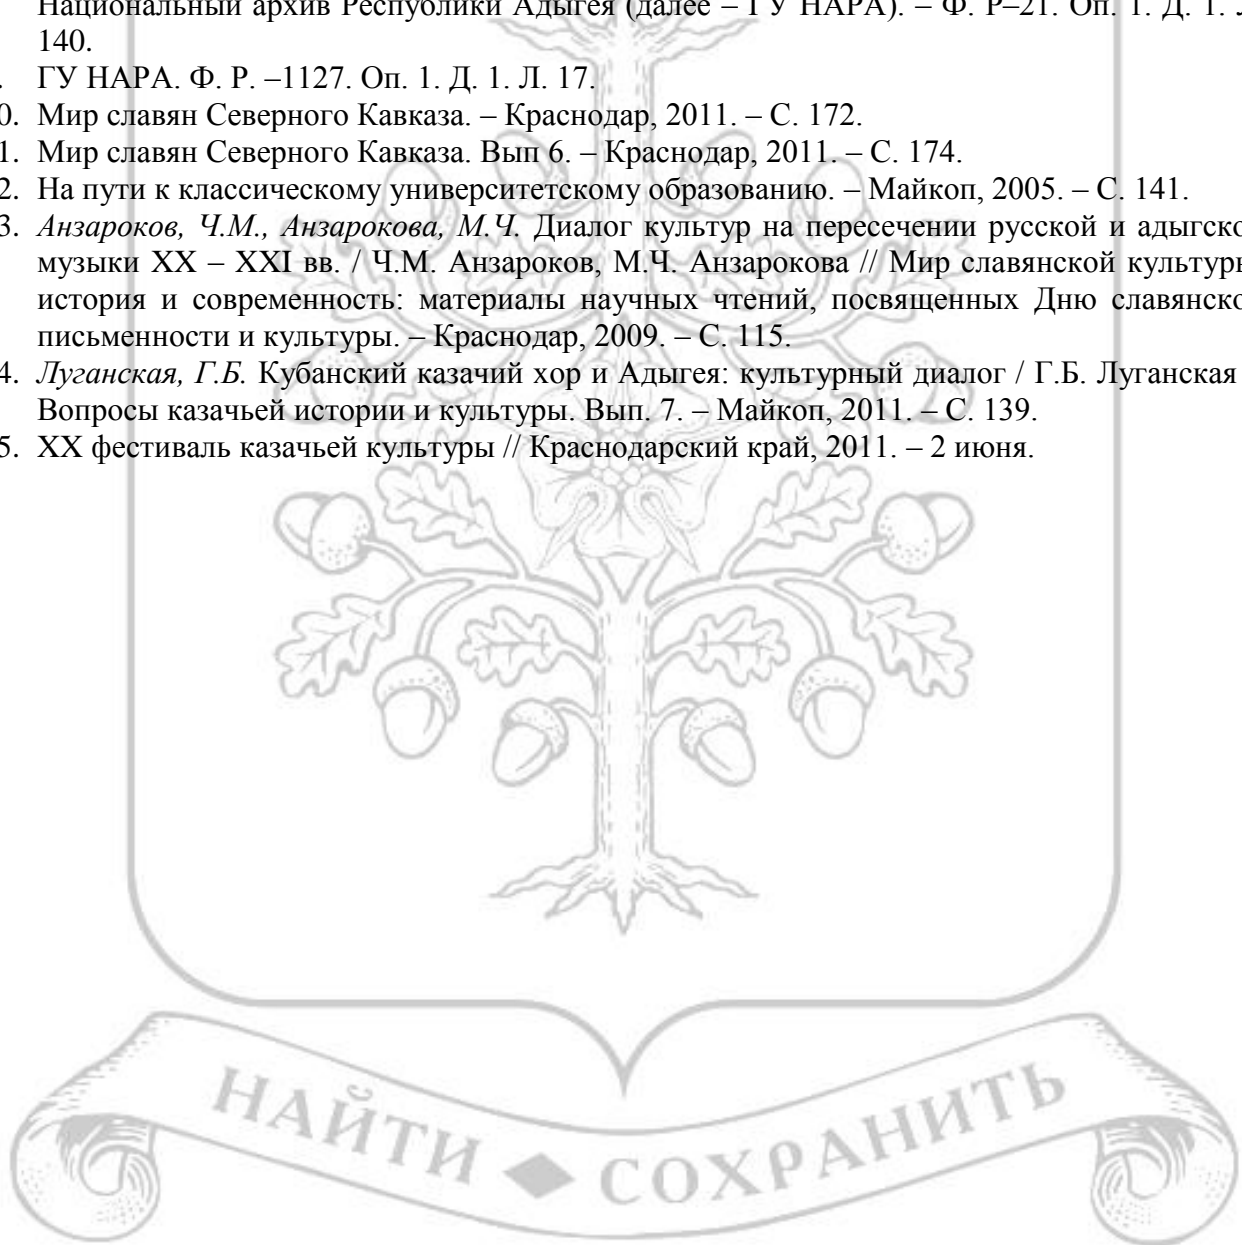 Национальный архив Республики Адыгея (далее – ГУ НАРА). – Ф. Р–21. Оп. 1. Д. 1.
140.
. ГУ НАРА. Ф. Р. –1127. Оп. 1. Д. 1. Л. 17.
0. Мир славян Северного Кавказа. – Краснодар, 2011. – С. 172.
1. Мир славян Северного Кавказа. Вып 6. – Краснодар, 2011. – С. 174.
2. На пути к классическому университетскому образованию. – Майкоп, 2005. – С. 141.
3. Анзароков, Ч.М., Анзарокова, М.Ч. Диалог культур на пересечении русской и адыгско
музыки XX – XXI вв. / Ч.М. Анзароков, М.Ч. Анзарокова // Мир славянской культуры
история и современность: материалы научных чтений, посвященных Дню славянско
письменности и культуры. – Краснодар, 2009. – С. 115.
4. Луганская, Г.Б. Кубанский казачий хор и Адыгея: культурный диалог / Г.Б. Луганская
Вопросы казачьей истории и культуры. Вып. 7. – Майкоп, 2011. – С. 139.
5. XX фестиваль казачьей культуры // Краснодарский край, 2011. – 2 июня.
НАЙТИ ◆ СОХРАНИТЬ